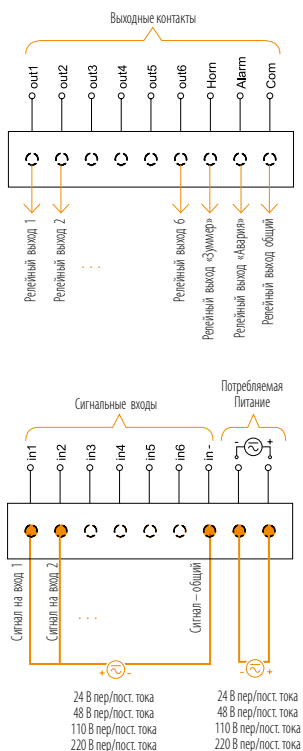 Выходные контакты
out1
out2
out3
out4
out5
out6
Horn
Alarm
Com
Релейный выход 1
Релейный выход 2
. . .
Релейный выход 6
Релейный выход «Зуммер»
Релейный выход «Авария»
Релейный выход общий
Сигнальные входы
Потребляемая
Питание
in1
in2
in3
in4
in5
in6
in -
- +
Сигнал на вход 1
Сигнал на вход 2
. . .
Сигнал – общий
+ -
- +
24 В пер/пост. тока
48 В пер/пост. тока
110 В пер/пост. тока
220 В пер/пост. тока
24 В пер/пост. тока
48 В пер/пост. тока
110 В пер/пост. тока
220 В пер/пост. тока